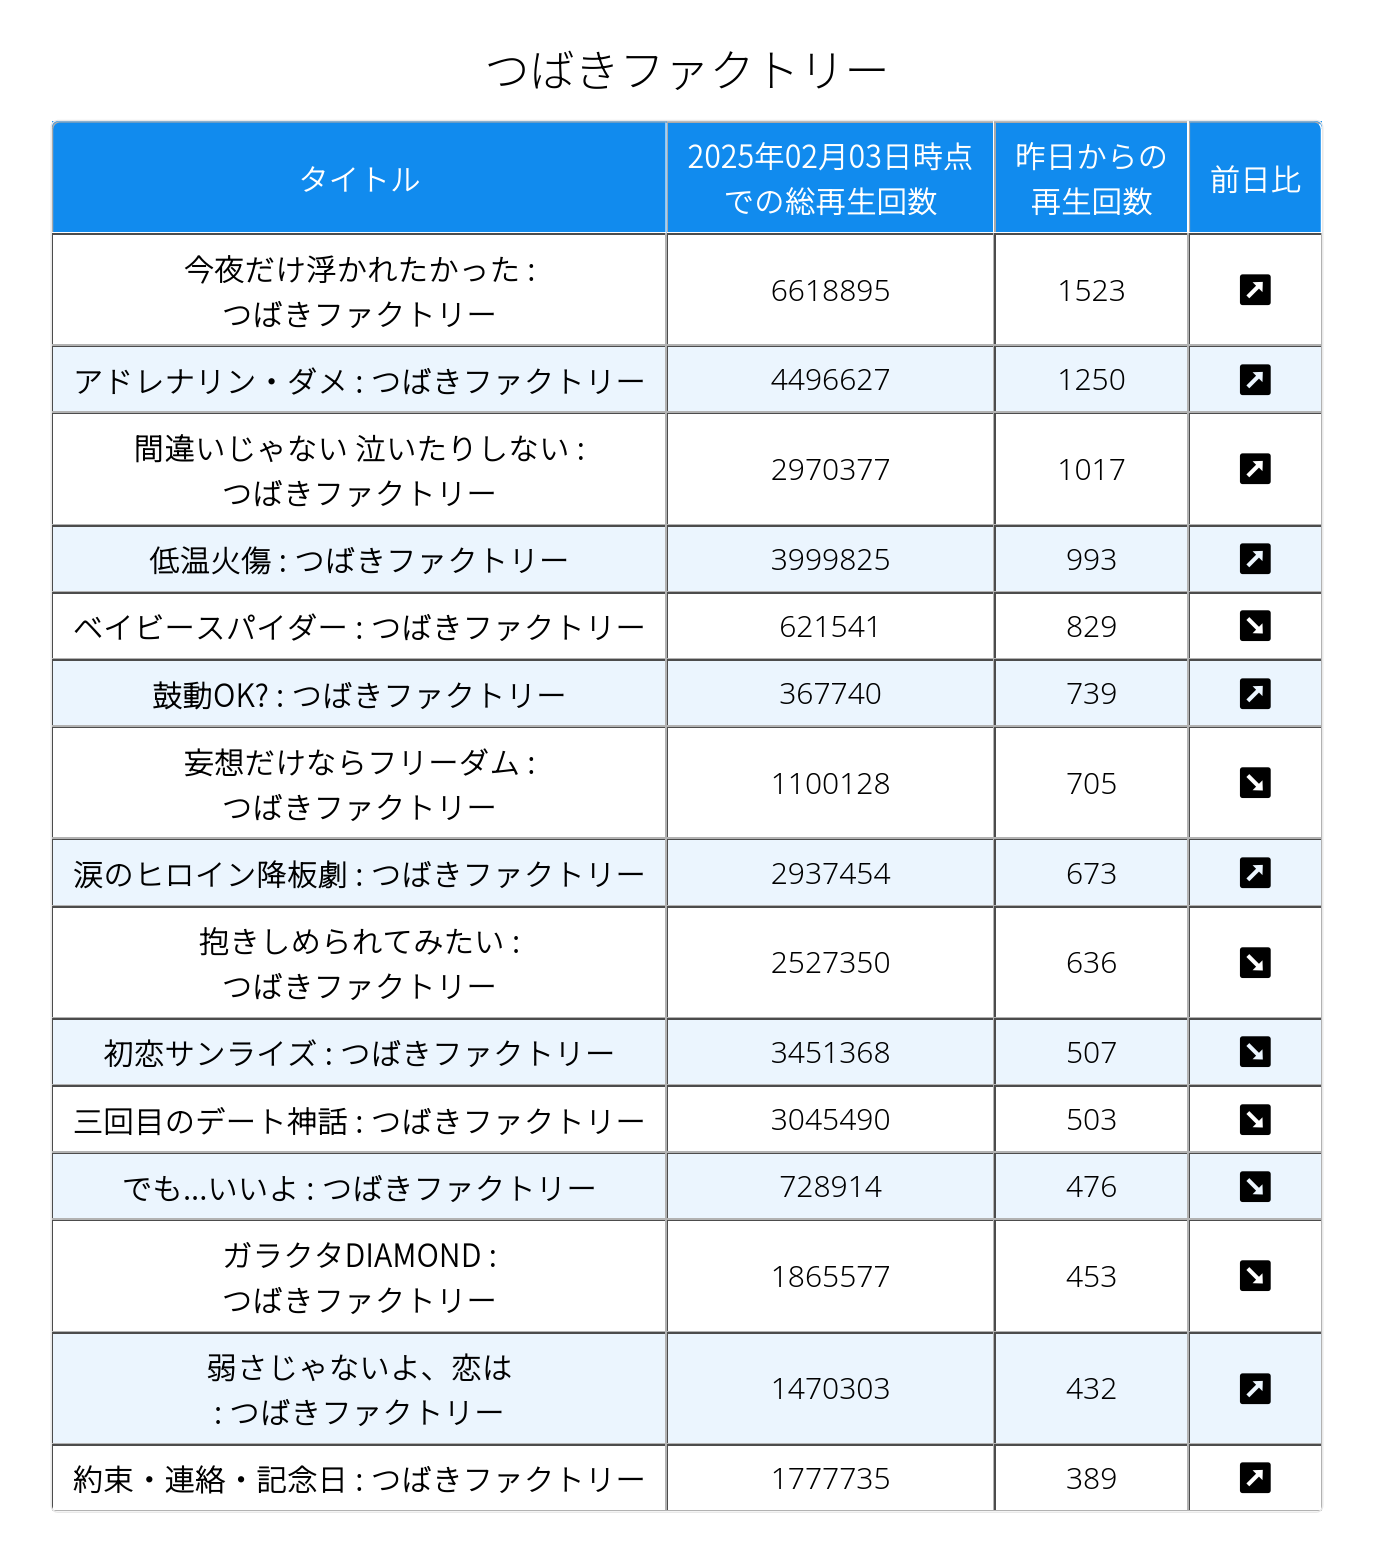 つばきファクトリー
タイトル
2025年02月03日時点
での総再生回数
昨日からの
再生回数
前日比
今夜だけ浮かれたかった :
つばきファクトリー
6618895
1523
アドレナリン・ダメ : つばきファクトリー
4496627
1250
間違いじゃない 泣いたりしない :
つばきファクトリー
2970377
1017
低温火傷 : つばきファクトリー
3999825
993
ベイビースパイダー : つばきファクトリー
621541
829
鼓動OK? : つばきファクトリー
367740
739
妄想だけならフリーダム :
つばきファクトリー
1100128
705
涙のヒロイン降板劇 : つばきファクトリー
2937454
673
抱きしめられてみたい :
つばきファクトリー
2527350
636
初恋サンライズ : つばきファクトリー
3451368
507
三回目のデート神話 : つばきファクトリー
3045490
503
でも...いいよ : つばきファクトリー
728914
476
ガラクタDIAMOND :
つばきファクトリー
1865577
453
弱さじゃないよ、恋は
: つばきファクトリー
1470303
432
約束・連絡・記念日 : つばきファクトリー
1777735
389